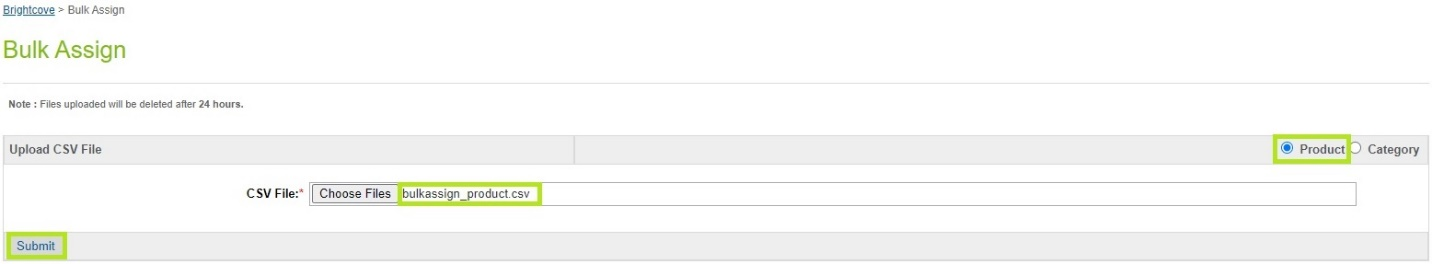 Brightcove > Bulk Assign
Bulk Assign
Note : Files uploaded will be deleted after 24 hours.
Upload CSV File Product Category
CSV File:* Choose Files bulkassign_product.csv
Submit